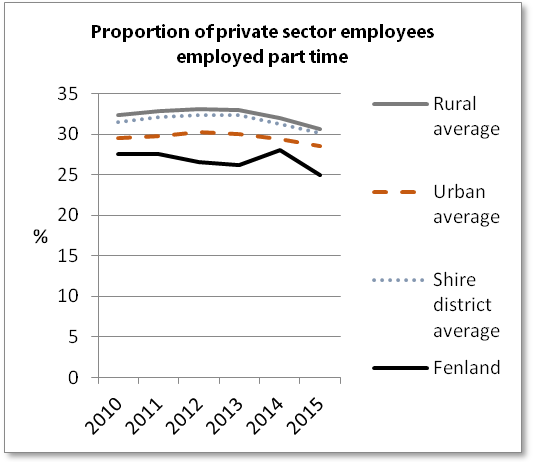 Proportion of private sector employees
employed part time
35
30
25
20
15
10
5
0
%
2010
2011
2012
2013
2014
2015
Rural
average
Urban
average
Shire
district
average
Fenland